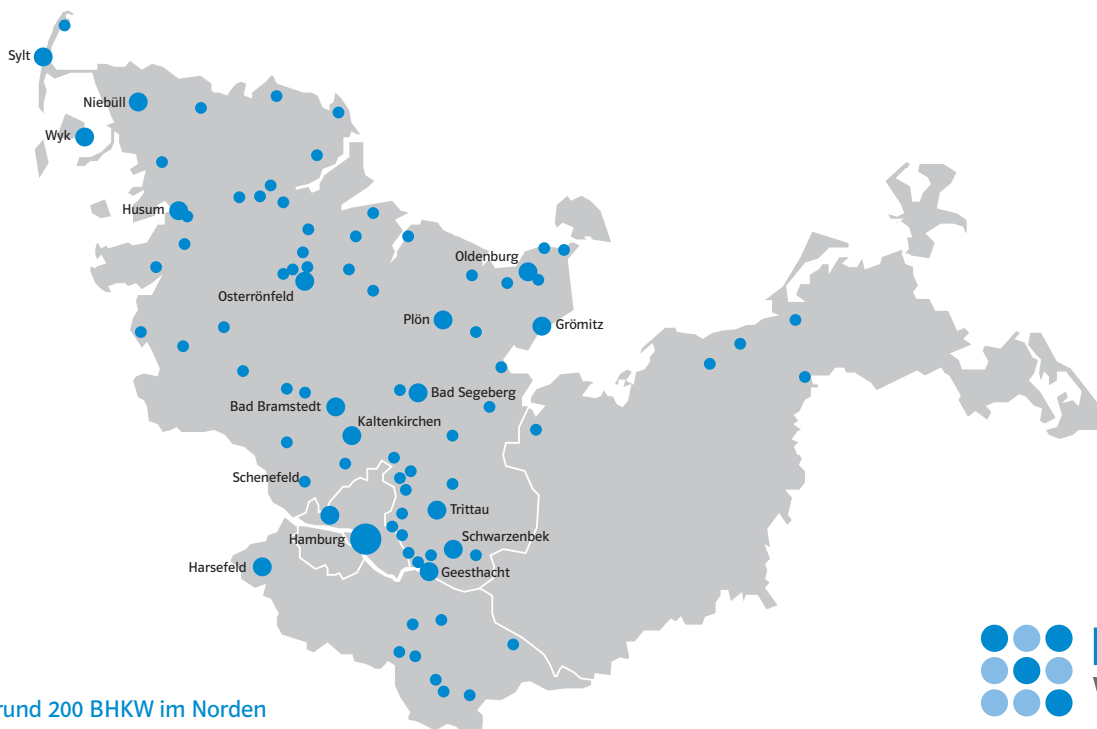 Sylt
Niebüll
Wyk
Husum
Oldenburg
Osterrönfeld
Plön
Grömitz
Bad Segeberg
Bad Bramstedt
Kaltenkirchen
Schenefeld
Trittau
Hamburg
Schwarzenbek
Harsefeld
Geesthacht
rund 200 BHKW im Norden